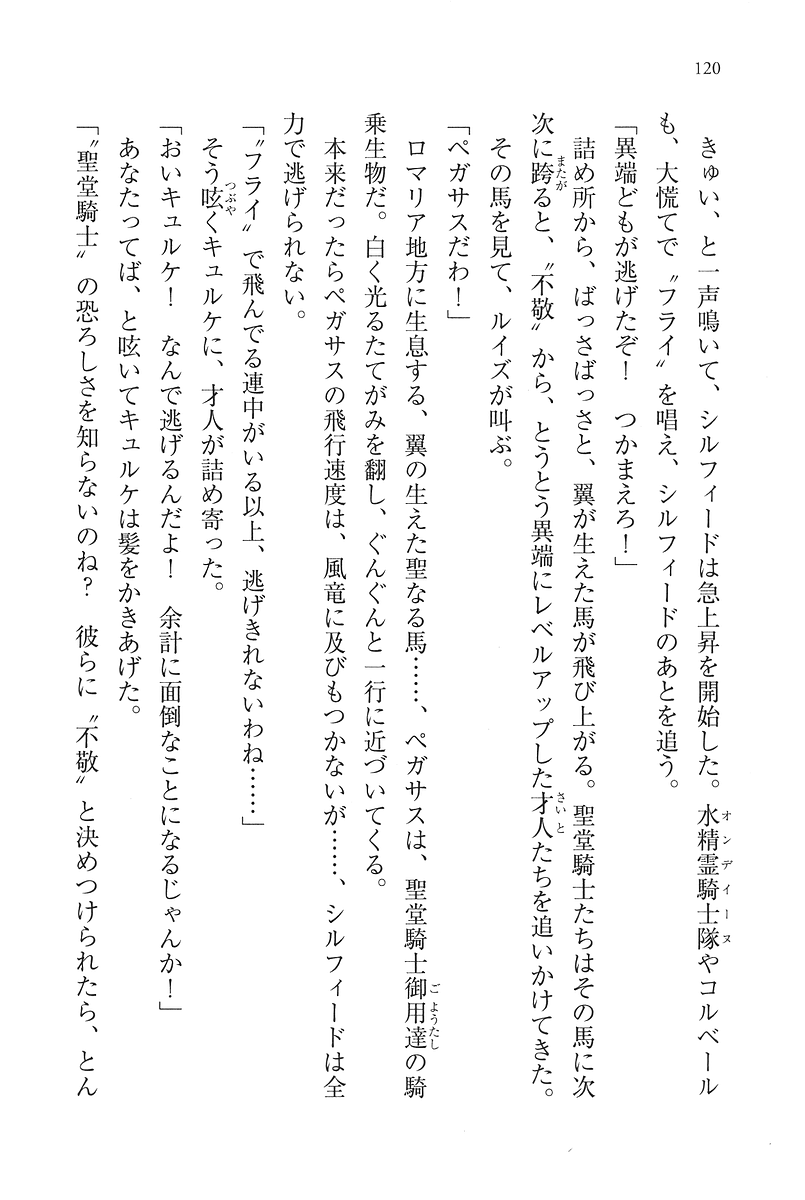 120
きゅい、と一声鳴いて、シルフィードは急上昇を開始した。水精霊騎士隊やコルベール
オンディーヌ
も、大慌てで〝フライ〟を唱え、シルフィードのあとを追う。
「異端どもが逃げたぞ！　つかまえろ！」
詰め所から、ばっさばっさと、翼が生えた馬が飛び上がる。聖堂騎士たちはその馬に次
次に跨ると、〝不敬〟から、とうとう異端にレベルアップした才人たちを追いかけてきた。
またが
さいと
その馬を見て、ルイズが叫ぶ。
「ペガサスだわ！」
ロマリア地方に生息する、翼の生えた聖なる馬……、ペガサスは、聖堂騎士御用達の騎
ごようたし
乗生物だ。白く光るたてがみを翻し、ぐんぐんと一行に近づいてくる。
本来だったらペガサスの飛行速度は、風竜に及びもつかないが……、シルフィードは全
力で逃げられない。
「〝フライ〟で飛んでる連中がいる以上、逃げきれないわね……」
そう呟くキュルケに、才人が詰め寄った。
つぶや
「おいキュルケ！　なんで逃げるんだよ！　余計に面倒なことになるじゃんか！」
あなたってば、と呟いてキュルケは髪をかきあげた。
「〝聖堂騎士〟の恐ろしさを知らないのね？　彼らに〝不敬〟と決めつけられたら、とん